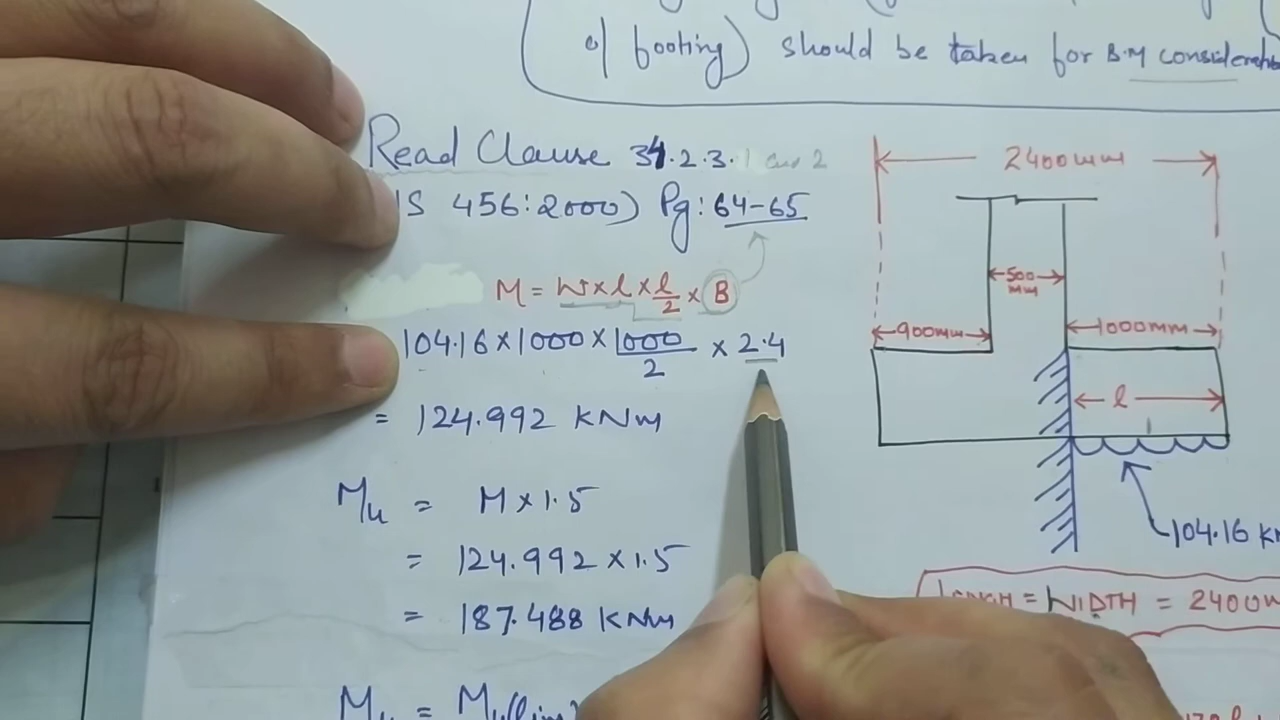 of footing) should be taken for B.M
Read Clause 34.2.3.1 and 2
IS 456:2000) Pg: 64-65
M = w×l×l/2 × B
104.16×1000×1000/2 × 2.4
= 124.992 KNm
Mu = M×1.5
= 124.992×1.5
= 187.488 KNm
Mu =
2400mm
500
MM
900mm
1000mm
l
104.16
LENGTH = WIDTH = 2400